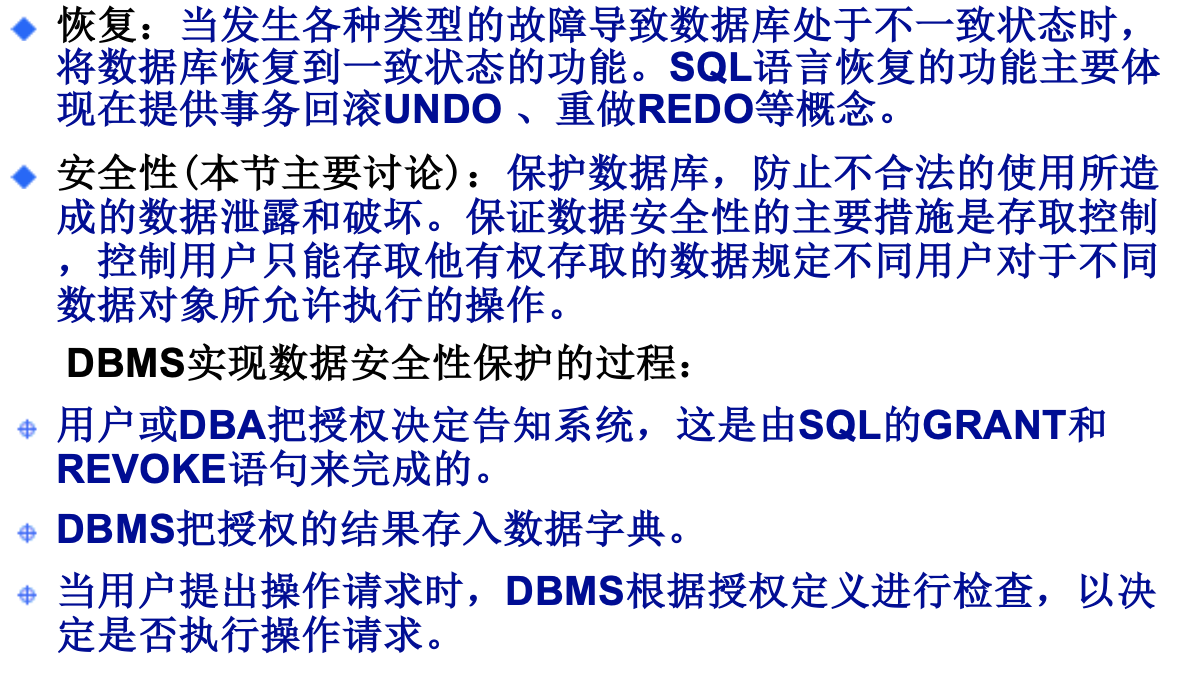 恢复：当发生各种类型的故障导致数据库处于不一致状态时，
将数据库恢复到一致状态的功能。SQL语言恢复的功能主要体
现在提供事务回滚UNDO 、重做REDO等概念。
安全性(本节主要讨论)：保护数据库，防止不合法的使用所造
成的数据泄露和破坏。保证数据安全性的主要措施是存取控制
，控制用户只能存取他有权存取的数据规定不同用户对于不同
数据对象所允许执行的操作。
DBMS实现数据安全性保护的过程：
用户或DBA把授权决定告知系统，这是由SQL的GRANT和
REVOKE语句来完成的。
DBMS把授权的结果存入数据字典。
当用户提出操作请求时，DBMS根据授权定义进行检查，以决
定是否执行操作请求。